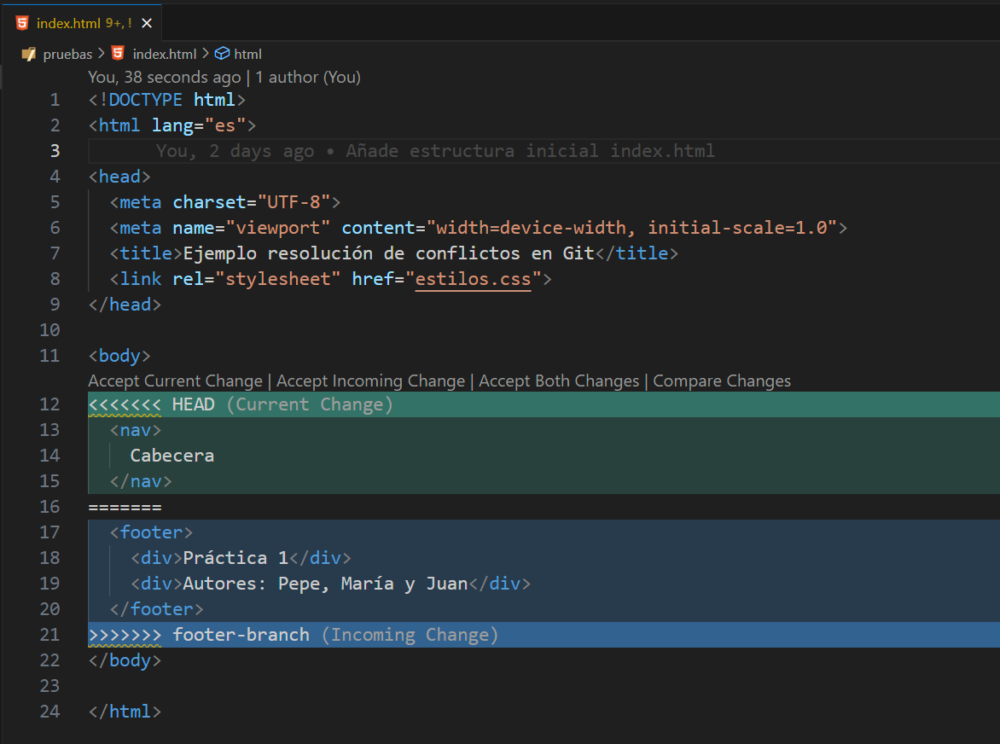 index.html 9+, !
pruebas > index.html > html
You, 38 seconds ago | 1 author (You)
1 <!DOCTYPE html>
2 <html lang="es">
3 You, 2 days ago • Añade estructura inicial index.html
4 <head>
5   <meta charset="UTF-8">
6   <meta name="viewport" content="width=device-width, initial-scale=1.0">
7   <title>Ejemplo resolución de conflictos en Git</title>
8   <link rel="stylesheet" href="estilos.css">
9 </head>
10
11 <body>
Accept Current Change | Accept Incoming Change | Accept Both Changes | Compare Changes
12 <<<<<<< HEAD (Current Change)
13   <nav>
14     Cabecera
15   </nav>
16 =======
17   <footer>
18     <div>Práctica 1</div>
19     <div>Autores: Pepe, María y Juan</div>
20   </footer>
21 >>>>>>> footer-branch (Incoming Change)
22 </body>
23
24 </html>